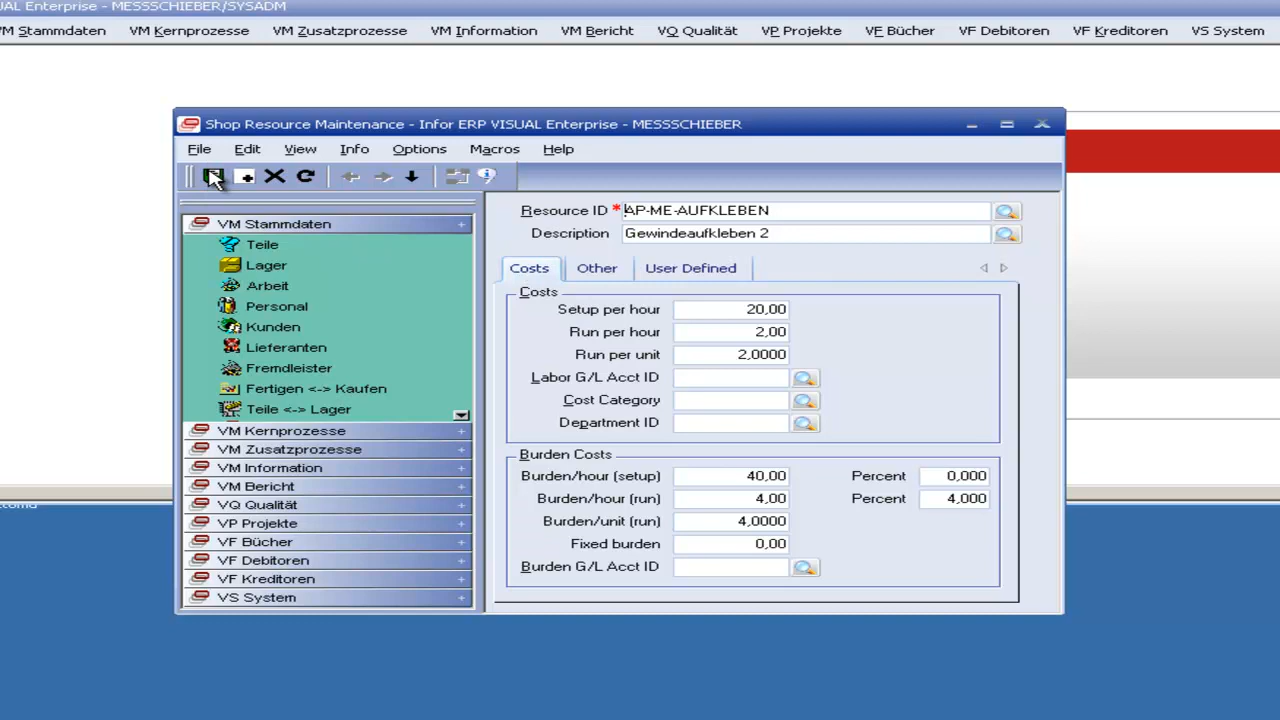 UAL Enterprise - MESSSCHIEBER/SYSADM
VM Stammdaten VM Kernprozesse VM Zusatzprozesse VM Information VM Bericht VQ Qualität VP Projekte VF Bücher VF Debitoren VF Kreditoren VS System
Shop Resource Maintenance - Infor ERP VISUAL Enterprise - MESSSCHIEBER
File Edit View Info Options Macros Help
VM Stammdaten
Teile
Lager
Arbeit
Personal
Kunden
Lieferanten
Fremdleister
Fertigen <-> Kaufen
Teile <-> Lager
VM Kernprozesse
VM Zusatzprozesse
VM Information
VM Bericht
VQ Qualität
VP Projekte
VF Bücher
VF Debitoren
VF Kreditoren
VS System
Resource ID * AP-ME-AUFKLEBEN
Description Gewindeaufkleben 2
Costs Other User Defined
Costs
Setup per hour 20,00
Run per hour 2,00
Run per unit 2,0000
Labor G/L Acct ID
Cost Category
Department ID
Burden Costs
Burden/hour (setup) 40,00 Percent 0,000
Burden/hour (run) 4,00 Percent 4,000
Burden/unit (run) 4,0000
Fixed burden 0,00
Burden G/L Acct ID